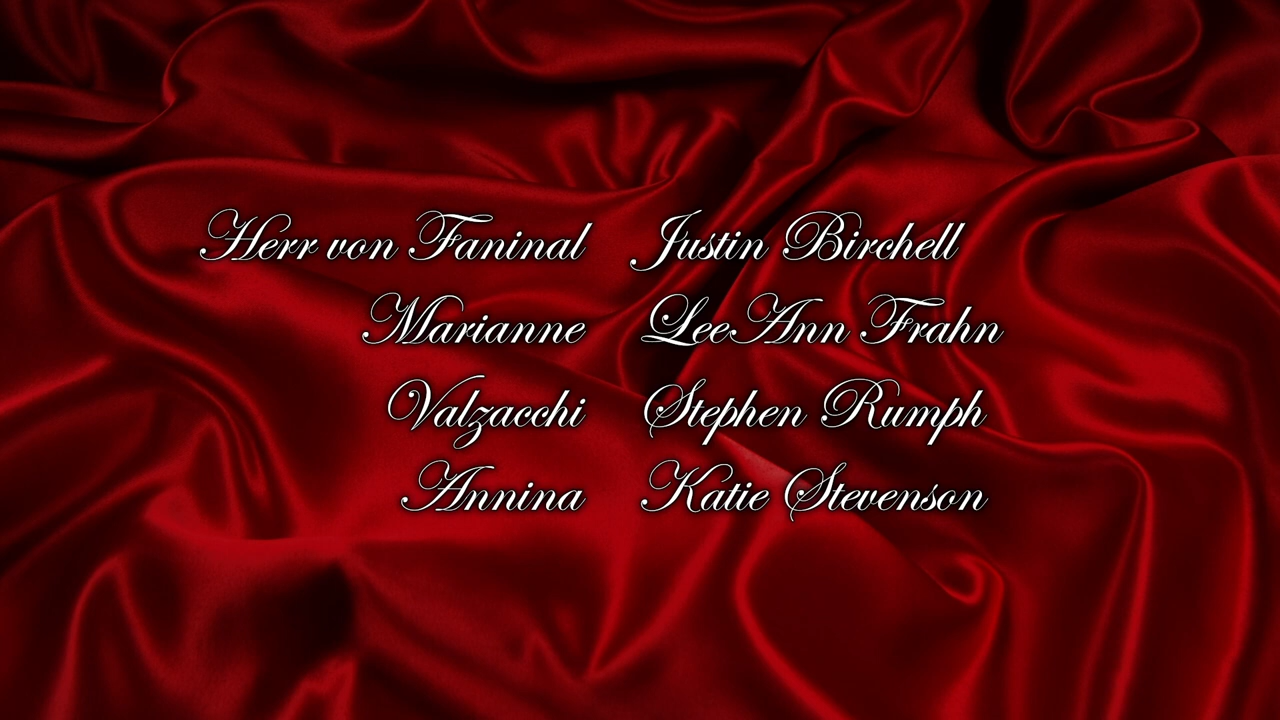 Herr von Faninal Justin Birchell
Marianne LeeAnn Frahn
Valzacchi Stephen Rumph
Annina Katie Stevenson